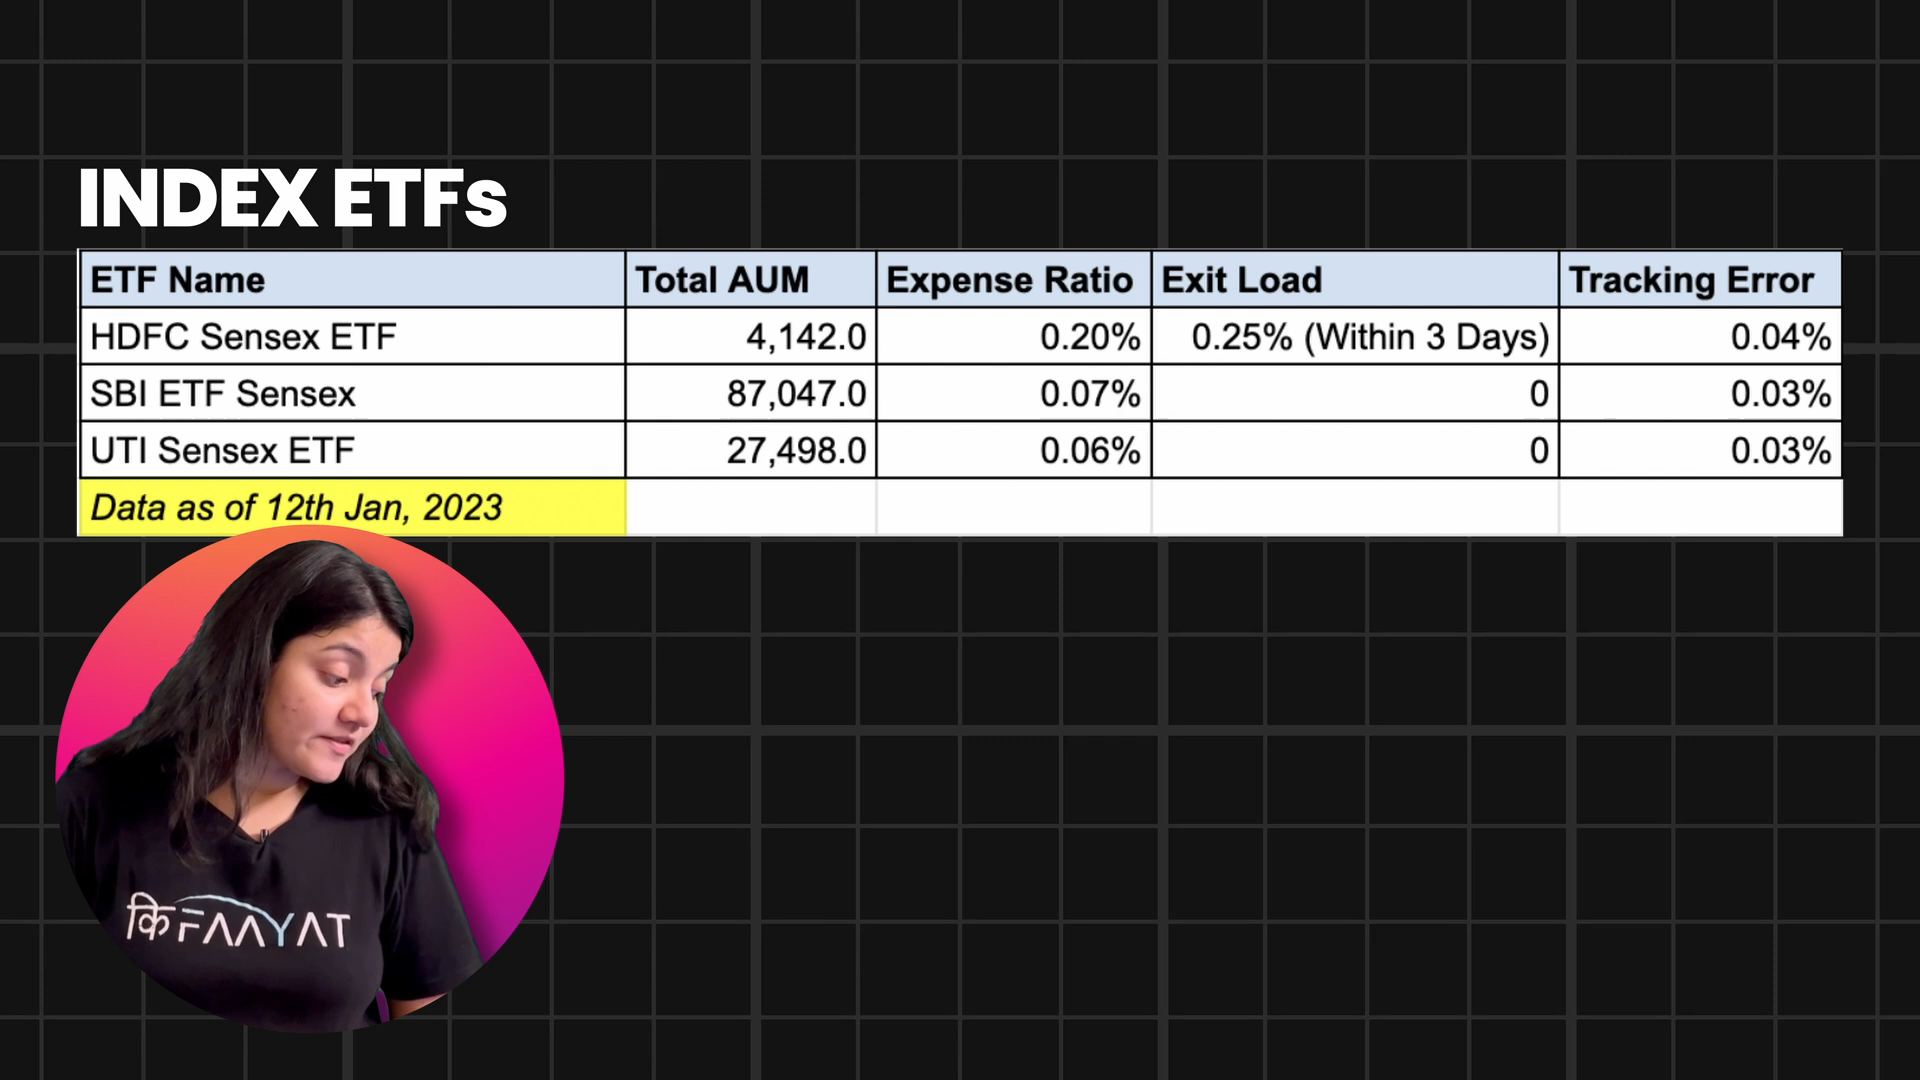 INDEX ETFs
ETF Name Total AUM Expense Ratio Exit Load Tracking Error
HDFC Sensex ETF 4,142.0 0.20% 0.25% (Within 3 Days) 0.04%
SBI ETF Sensex 87,047.0 0.07% 0 0.03%
UTI Sensex ETF 27,498.0 0.06% 0 0.03%
Data as of 12th Jan, 2023
किFAAYAT